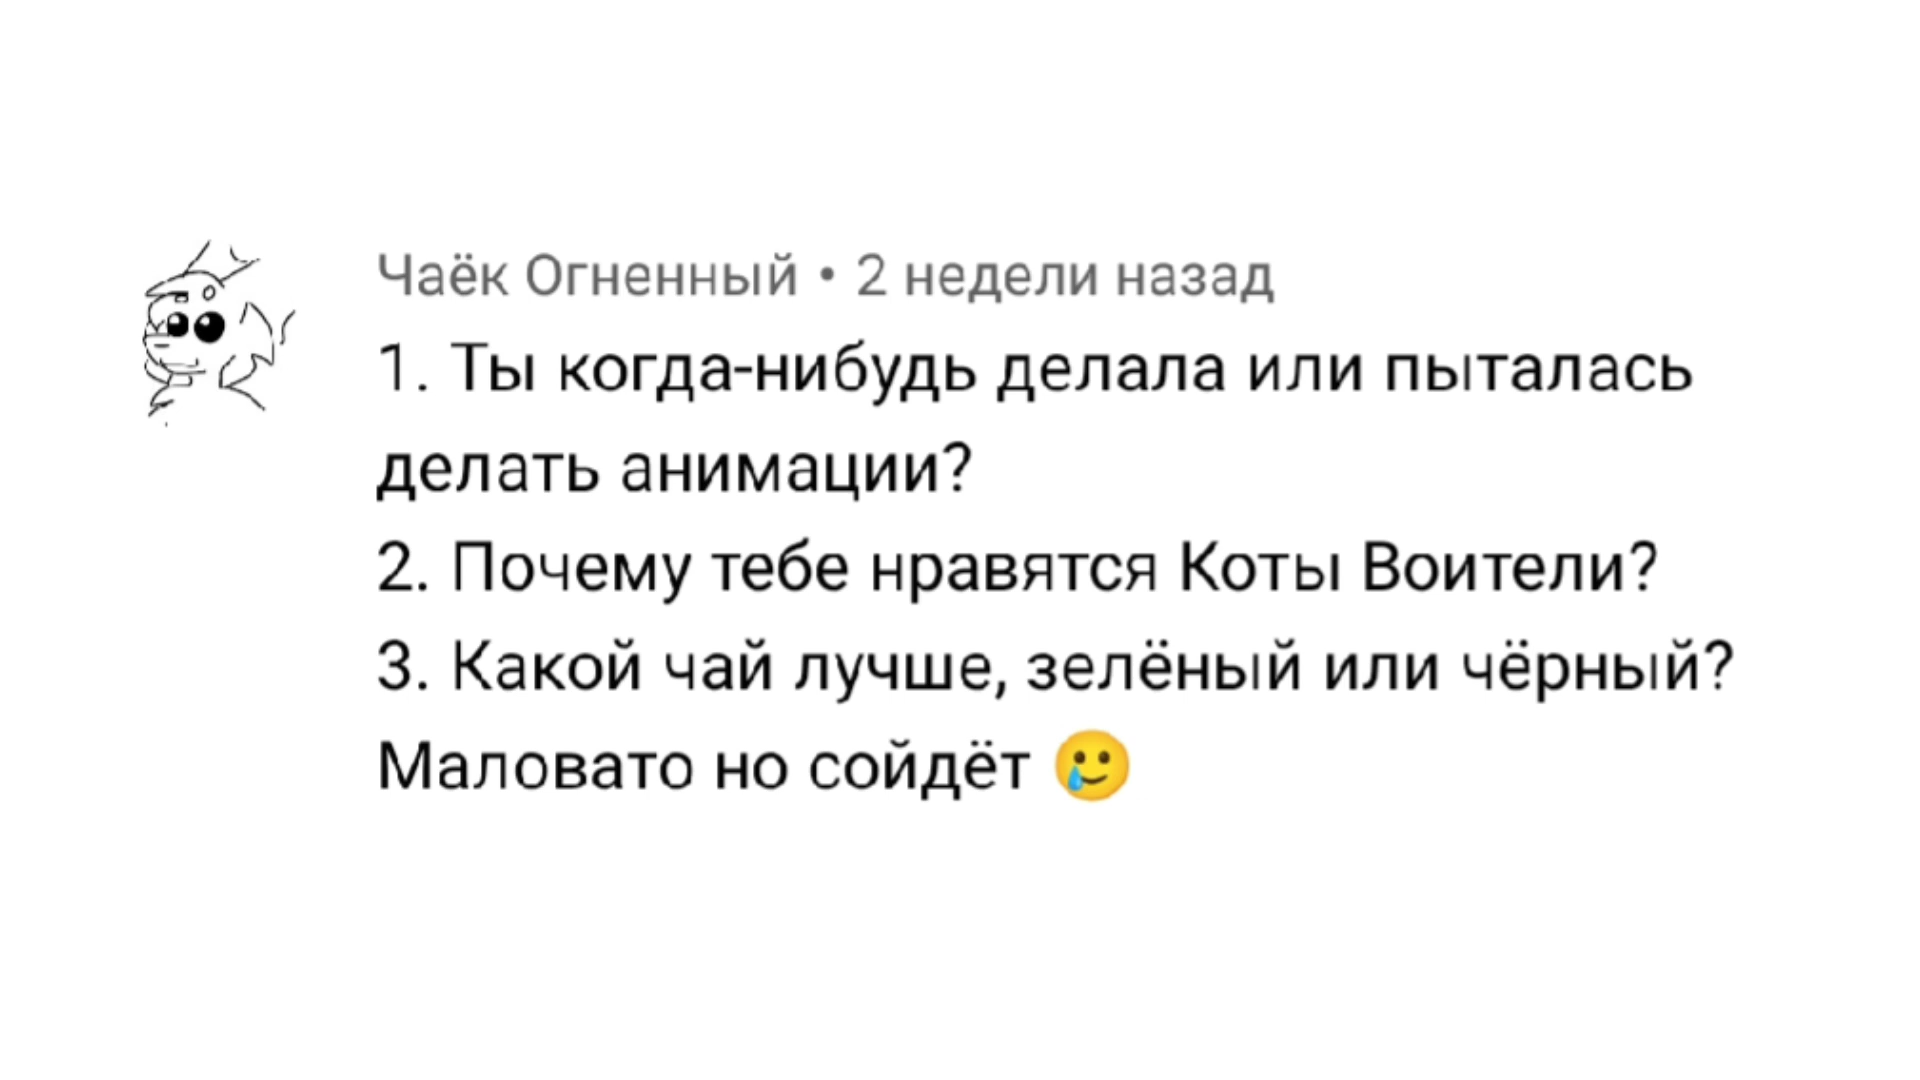 Чаёк Огненный • 2 недели назад
1. Ты когда-нибудь делала или пыталась
делать анимации?
2. Почему тебе нравятся Коты Воители?
3. Какой чай лучше, зелёный или чёрный?
Маловато но сойдёт 🥲